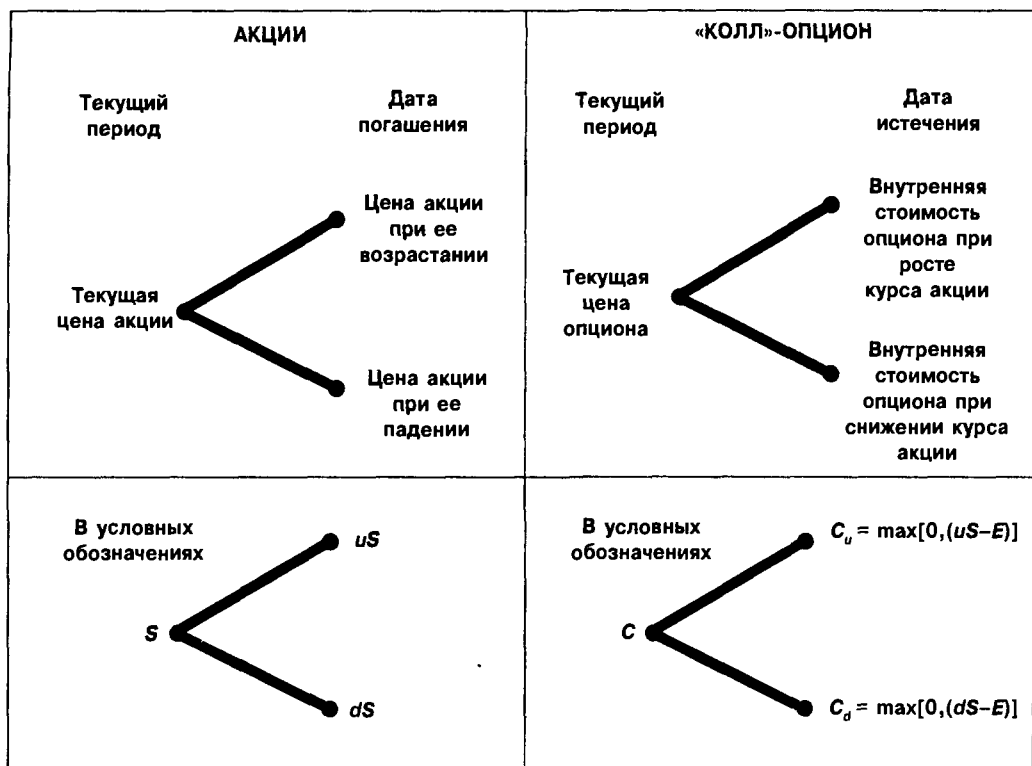 АКЦИИ
Текущий
период
Дата
погашения
Цена акции
при ее
возрастании
Текущая
цена акции
Цена акции
при ее
падении
«КОЛЛ»-ОПЦИОН
Текущий
период
Дата
истечения
Внутренняя
стоимость
опциона при
росте
курса акции
Текущая
цена
опциона
Внутренняя
стоимость
опциона при
снижении курса
акции
В условных
обозначениях
uS
S
dS
В условных
обозначениях
C_u = max[0,(uS–E)]
C
C_d = max[0,(dS–E)]